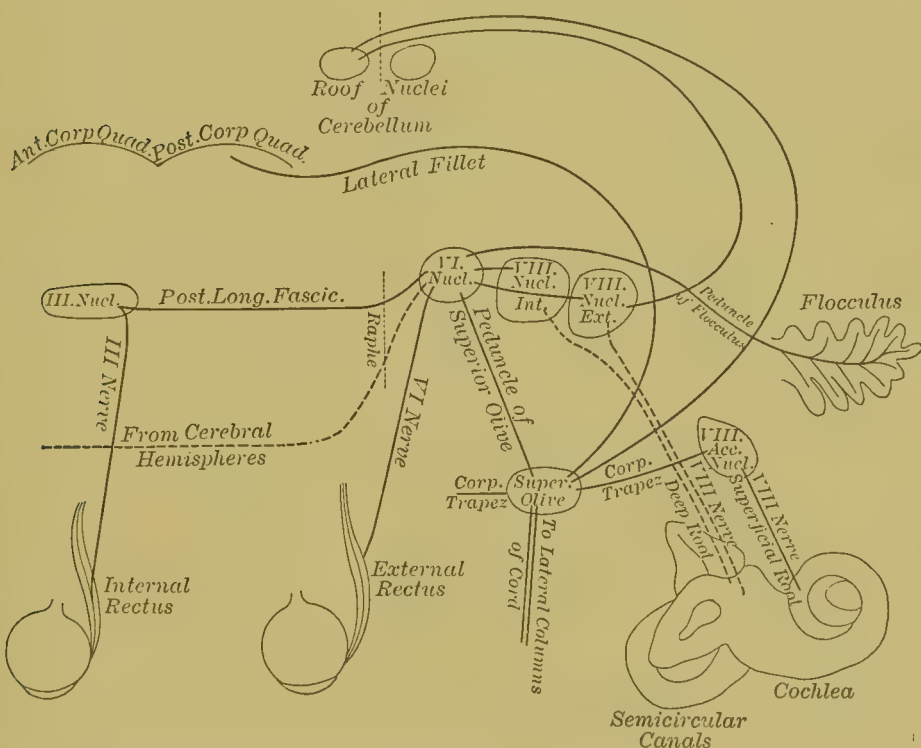 Roof Nuclei
of
Cerebellum
Ant. Corp Quad. Post. Corp Quad.
Lateral Fillet
III. Nucl.
Post. Long. Fascic.
Raphe
VI.
Nucl.
VIII.
Nucl.
Int.
VIII.
Nucl.
Ext.
Peduncle
of Flocculus
Flocculus
III Nerve
VI Nerve
Peduncle of
Superior Olive
From Cerebral
Hemispheres
Corp.
Trapez
Super.
Olive
Corp.
Trapez
VIII.
Acc.
Nucl.
VIII Nerve
Deep Root
VIII Nerve
Superficial Root
To Lateral Columns
of Cord
Internal
Rectus
External
Rectus
Semicircular
Canals
Cochlea